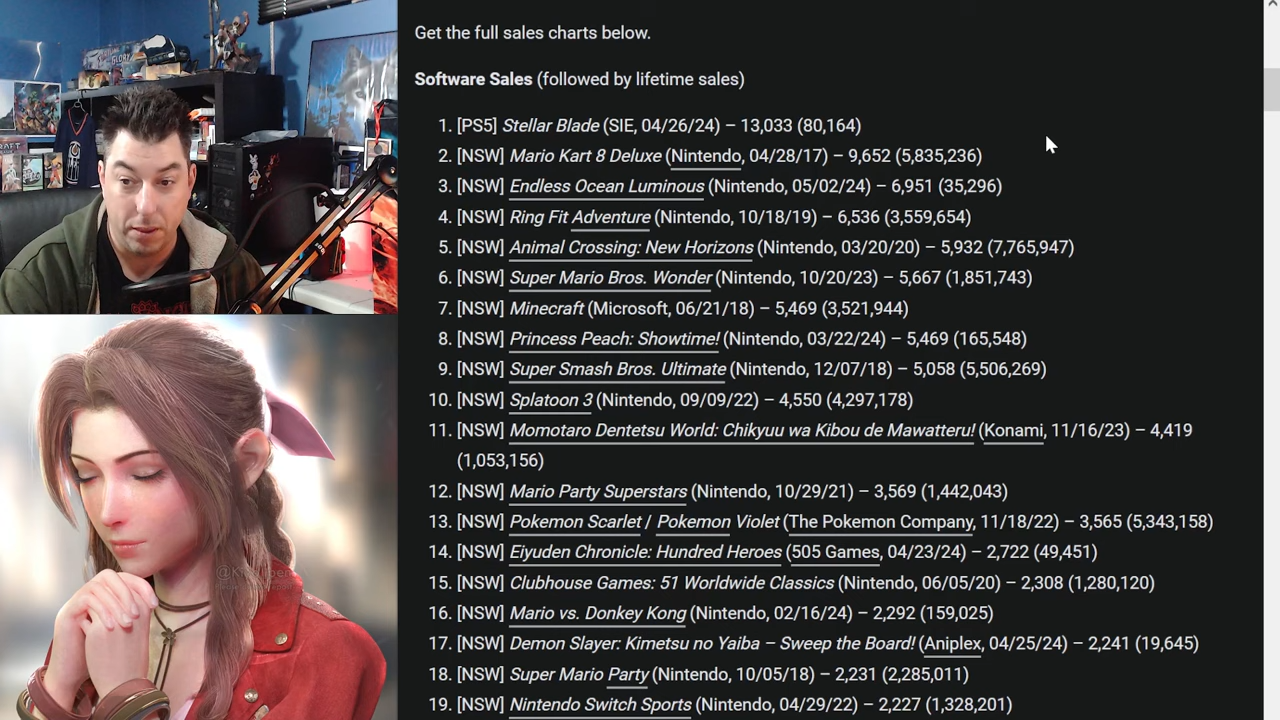 Get the full sales charts below.
Software Sales (followed by lifetime sales)
1. [PS5] Stellar Blade (SIE, 04/26/24) – 13,033 (80,164)
2. [NSW] Mario Kart 8 Deluxe (Nintendo, 04/28/17) – 9,652 (5,835,236)
3. [NSW] Endless Ocean Luminous (Nintendo, 05/02/24) – 6,951 (35,296)
4. [NSW] Ring Fit Adventure (Nintendo, 10/18/19) – 6,536 (3,559,654)
5. [NSW] Animal Crossing: New Horizons (Nintendo, 03/20/20) – 5,932 (7,765,947)
6. [NSW] Super Mario Bros. Wonder (Nintendo, 10/20/23) – 5,667 (1,851,743)
7. [NSW] Minecraft (Microsoft, 06/21/18) – 5,469 (3,521,944)
8. [NSW] Princess Peach: Showtime! (Nintendo, 03/22/24) – 5,469 (165,548)
9. [NSW] Super Smash Bros. Ultimate (Nintendo, 12/07/18) – 5,058 (5,506,269)
10. [NSW] Splatoon 3 (Nintendo, 09/09/22) – 4,550 (4,297,178)
11. [NSW] Momotaro Dentetsu World: Chikyuu wa Kibou de Mawatteru! (Konami, 11/16/23) – 4,419
(1,053,156)
12. [NSW] Mario Party Superstars (Nintendo, 10/29/21) – 3,569 (1,442,043)
13. [NSW] Pokemon Scarlet / Pokemon Violet (The Pokemon Company, 11/18/22) – 3,565 (5,343,158)
14. [NSW] Eiyuden Chronicle: Hundred Heroes (505 Games, 04/23/24) – 2,722 (49,451)
15. [NSW] Clubhouse Games: 51 Worldwide Classics (Nintendo, 06/05/20) – 2,308 (1,280,120)
16. [NSW] Mario vs. Donkey Kong (Nintendo, 02/16/24) – 2,292 (159,025)
17. [NSW] Demon Slayer: Kimetsu no Yaiba – Sweep the Board! (Aniplex, 04/25/24) – 2,241 (19,645)
18. [NSW] Super Mario Party (Nintendo, 10/05/18) – 2,231 (2,285,011)
19. [NSW] Nintendo Switch Sports (Nintendo, 04/29/22) – 2,227 (1,328,201)
GLORY